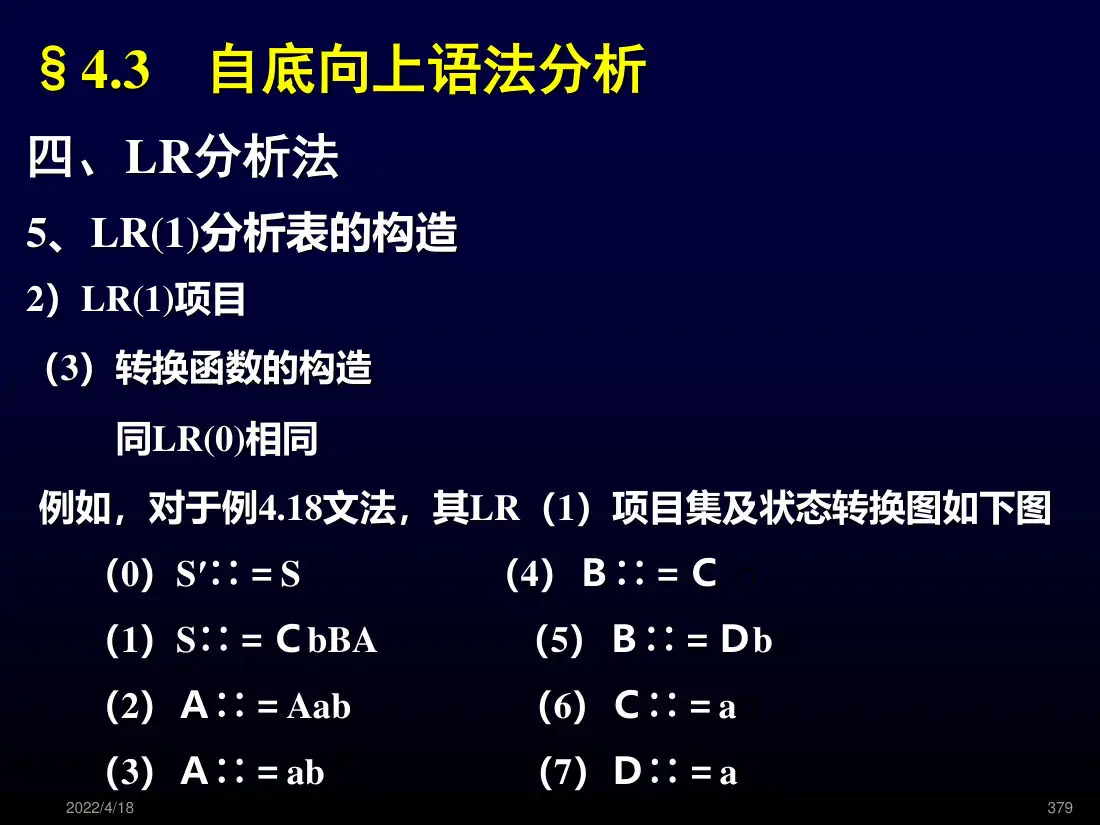 §4.3 自底向上语法分析
四、LR分析法
5、LR(1)分析表的构造
2）LR(1)项目
（3）转换函数的构造
同LR(0)相同
例如，对于例4.18文法，其LR（1）项目集及状态转换图如下图
（0）S′∷＝S （4）B∷＝C
（1）S∷＝CbBA （5）B∷＝Db
（2）A∷＝Aab （6）C∷＝a
（3）A∷＝ab （7）D∷＝a
2022/4/18 379